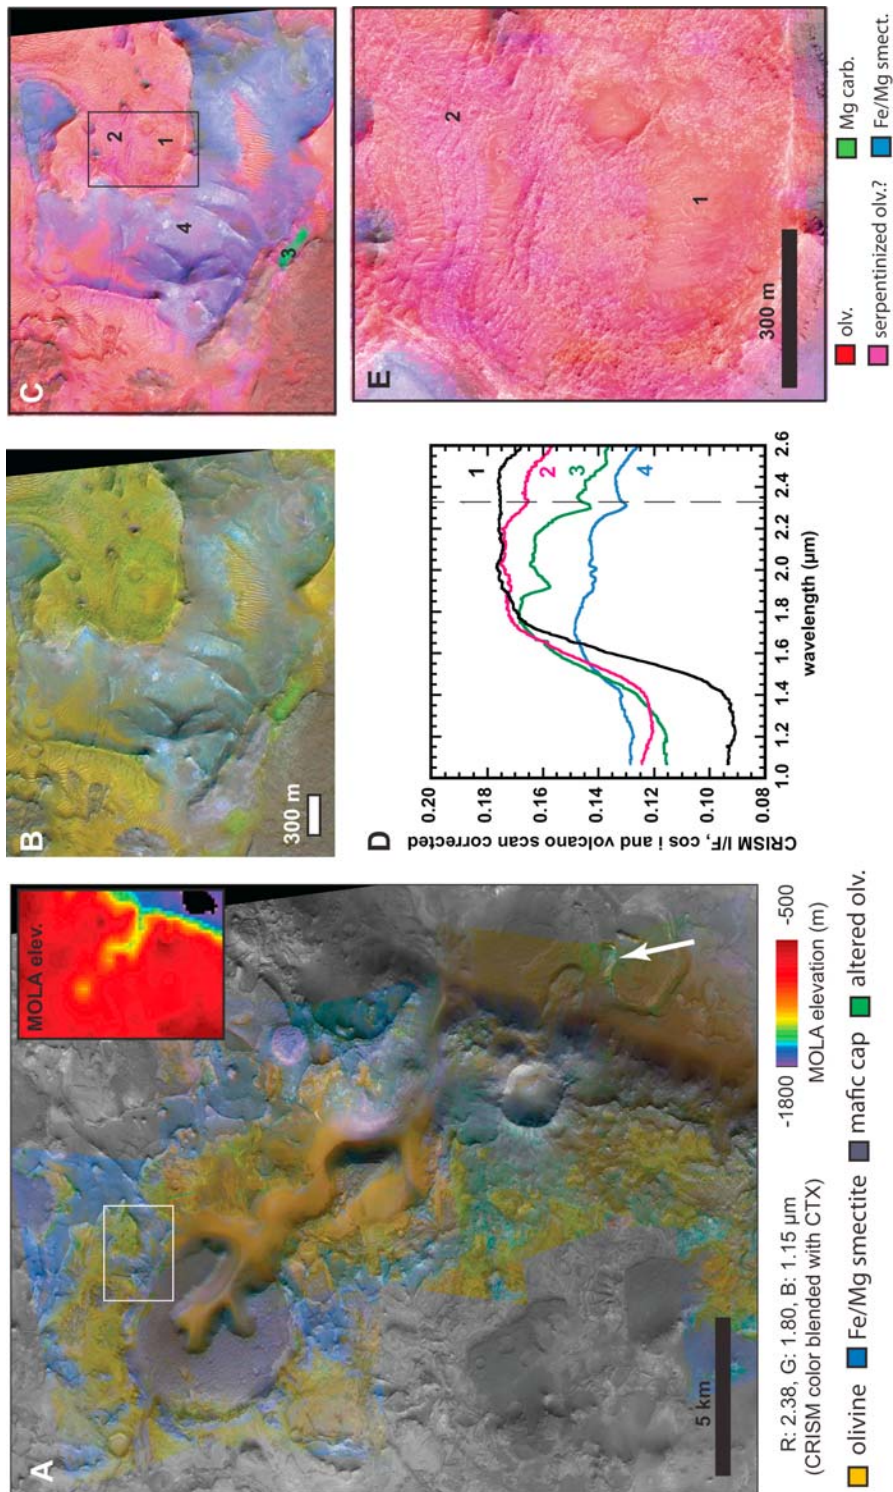 A
MOLA elev.
5 km
R: 2.38, G: 1.80, B: 1.15 µm
(CRISM color blended with CTX)
-1800
-500
MOLA elevation (m)
olivine
Fe/Mg smectite
mafic cap
altered olv.
B
300 m
C
1
2
3
4
D
CRISM I/F, cos i and volcano scan corrected
0.20
0.18
0.16
0.14
0.12
0.10
0.08
1
2
3
4
1.0
1.2
1.4
1.6
1.8
2.0
2.2
2.4
2.6
wavelength (µm)
E
2
1
300 m
olv.
Mg carb.
serpentinized olv.?
Fe/Mg smect.